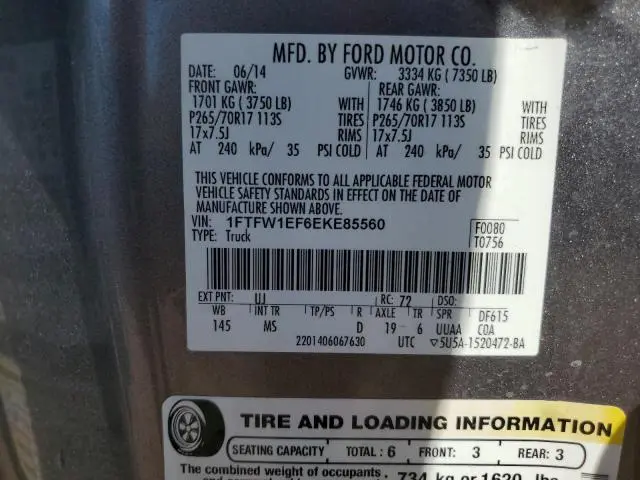 MFD. BY FORD MOTOR CO.
DATE: 06/14 GVWR: 3334 KG ( 7350 LB)
FRONT GAWR: REAR GAWR:
1701 KG ( 3750 LB) WITH 1746 KG ( 3850 LB) WITH
P265/70R17 113S TIRES P265/70R17 113S TIRES
17x7.5J RIMS 17x7.5J RIMS
AT 240 kPa/ 35 PSI COLD AT 240 kPa/ 35 PSI COLD
THIS VEHICLE CONFORMS TO ALL APPLICABLE FEDERAL MOTOR
VEHICLE SAFETY STANDARDS IN EFFECT ON THE DATE OF
MANUFACTURE SHOWN ABOVE.
VIN: 1FTFW1EF6EKE85560 F0080
TYPE: Truck T0756
EXT PNT: UJ RC: 72 DSO:
WB INT TR TP/PS R AXLE TR SPR DF615
145 MS D 19 6 UUAA COA
2201406067630 UTC ▽5U5A-1520472-BA
TIRE AND LOADING INFORMATION
SEATING CAPACITY TOTAL: 6 FRONT: 3 REAR: 3
The combined weight of occupants 734 kg or 1620 lbs